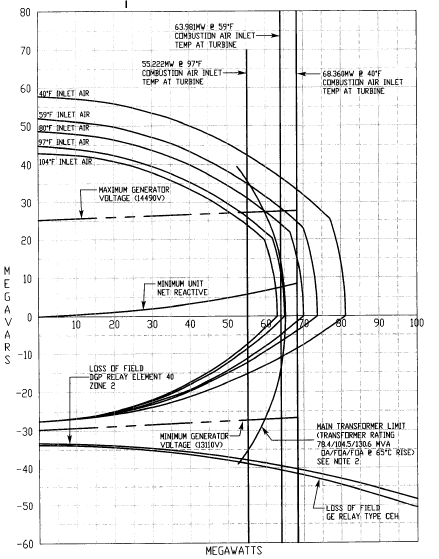 63.981MW @ 59°F
COMBUSTION AIR INLET
TEMP AT TURBINE
55.222MW @ 97°F
COMBUSTION AIR INLET
TEMP AT TURBINE
68.360MW @ 40°F
COMBUSTION AIR INLET
TEMP AT TURBINE
80
70
60
50
40
30
20
10
0
-10
-20
-30
-40
-50
-60
40°F INLET AIR
59°F INLET AIR
80°F INLET AIR
97°F INLET AIR
104°F INLET AIR
MAXIMUM GENERATOR
VOLTAGE (14490V)
MINIMUM UNIT
NET REACTIVE
MEGAVARS
10 20 30 40 50 60 70 80 90 100
LOSS OF FIELD
DGP RELAY ELEMENT 40
ZONE 2
MINIMUM GENERATOR
VOLTAGE (13110V)
MAIN TRANSFORMER LIMIT
(TRANSFORMER RATING
78.4/104.5/130.6 MVA
OA/FOA/FOA @ 65°C RISE)
SEE NOTE 2.
LOSS OF FIELD
GE RELAY TYPE CEH
MEGAWATTS